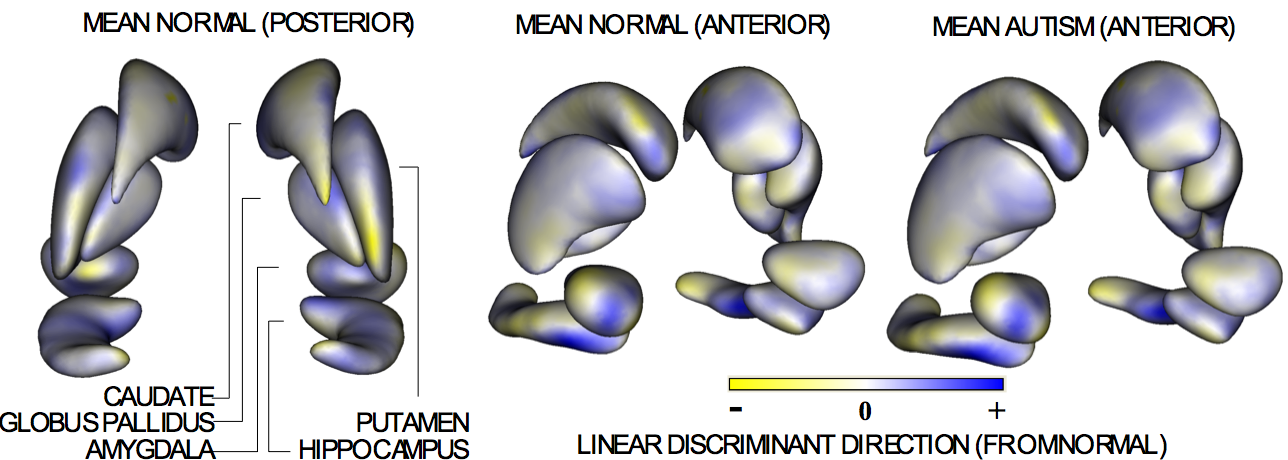 MEAN NORMAL (POSTERIOR)
MEAN NORMAL (ANTERIOR)
MEAN AUTISM (ANTERIOR)
CAUDATE
GLOBUS PALLIDUS
AMYGDALA
PUTAMEN
HIPPOCAMPUS
- 0 +
LINEAR DISCRIMINANT DIRECTION (FROMNORMAL)